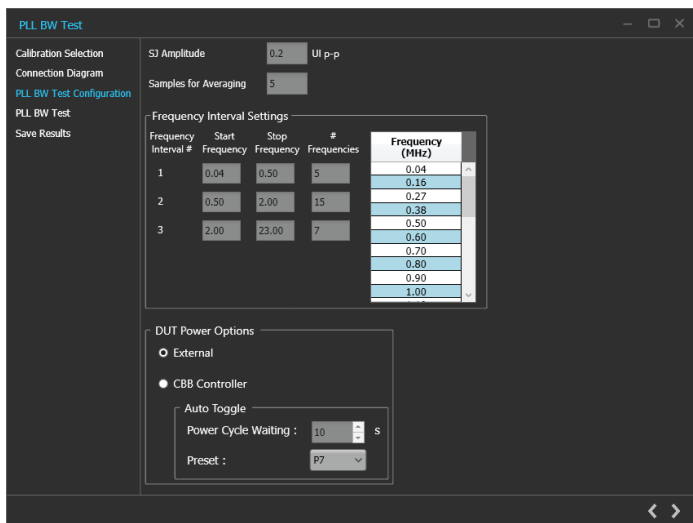 PLL BW Test
Calibration Selection
Connection Diagram
PLL BW Test Configuration
PLL BW Test
Save Results
SJ Amplitude 0.2 UI p-p
Samples for Averaging 5
Frequency Interval Settings
Frequency Start Stop #
Interval # Frequency Frequency Frequencies
1 0.04 0.50 5
2 0.50 2.00 15
3 2.00 23.00 7
Frequency
(MHz)
0.04
0.16
0.27
0.38
0.50
0.60
0.70
0.80
0.90
1.00
DUT Power Options
External
CBB Controller
Auto Toggle
Power Cycle Waiting : 10 s
Preset : P7